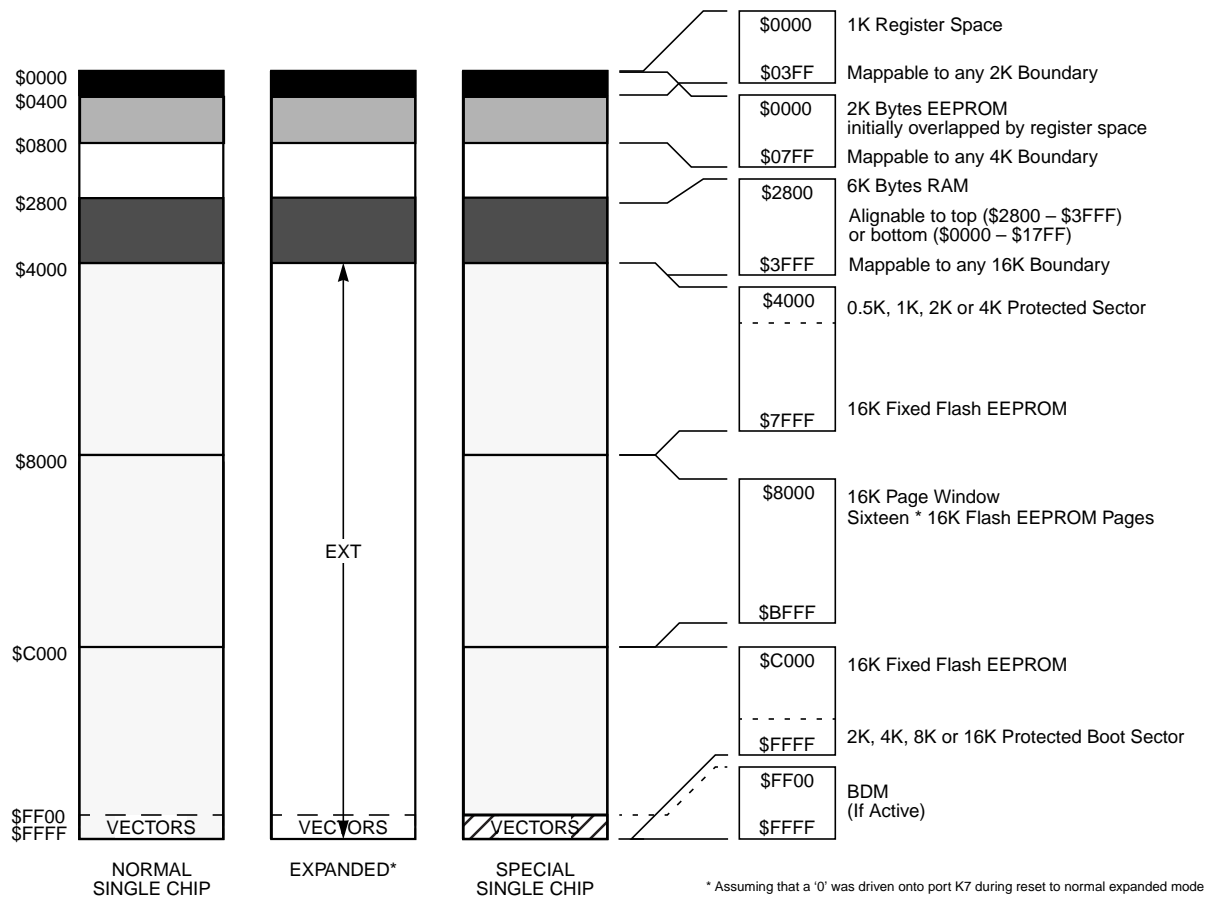 $0000
$0400
$0800
$2800
$4000
$8000
$C000
$FF00
$FFFF
EXT
VECTORS
VECTORS
VECTORS
NORMAL
SINGLE CHIP
EXPANDED*
SPECIAL
SINGLE CHIP
$0000
1K Register Space
$03FF
Mappable to any 2K Boundary
$0000
2K Bytes EEPROM
initially overlapped by register space
$07FF
Mappable to any 4K Boundary
$2800
6K Bytes RAM
Alignable to top ($2800 – $3FFF)
or bottom ($0000 – $17FF)
$3FFF
Mappable to any 16K Boundary
$4000
0.5K, 1K, 2K or 4K Protected Sector
$7FFF
16K Fixed Flash EEPROM
$8000
16K Page Window
Sixteen * 16K Flash EEPROM Pages
$BFFF
$C000
16K Fixed Flash EEPROM
$FFFF
2K, 4K, 8K or 16K Protected Boot Sector
$FF00
BDM
(If Active)
$FFFF
* Assuming that a ‘0’ was driven onto port K7 during reset to normal expanded mode